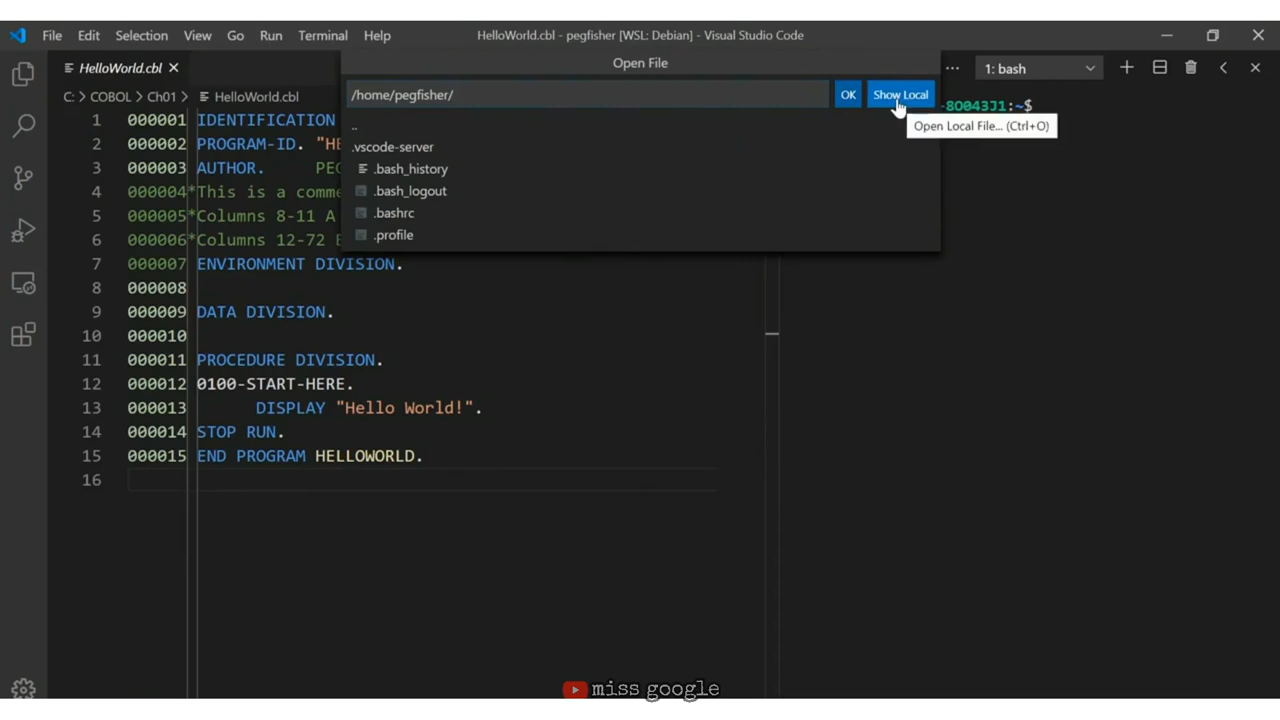 File Edit Selection View Go Run Terminal Help HelloWorld.cbl - pegfisher [WSL: Debian] - Visual Studio Code
HelloWorld.cbl
C: > COBOL > Ch01 > HelloWorld.cbl
Open File
/home/pegfisher/ OK Show Local
..
.vscode-server
.bash_history
.bash_logout
.bashrc
.profile
1: bash
-8O043J1:~$
Open Local File... (Ctrl+O)
1 000001 IDENTIFICATION
2 000002 PROGRAM-ID. "HE
3 000003 AUTHOR. PEG
4 000004*This is a comme
5 000005*Columns 8-11 A
6 000006*Columns 12-72 B
7 000007 ENVIRONMENT DIVISION.
8 000008
9 000009 DATA DIVISION.
10 000010
11 000011 PROCEDURE DIVISION.
12 000012 0100-START-HERE.
13 000013 DISPLAY "Hello World!".
14 000014 STOP RUN.
15 000015 END PROGRAM HELLOWORLD.
16
miss google